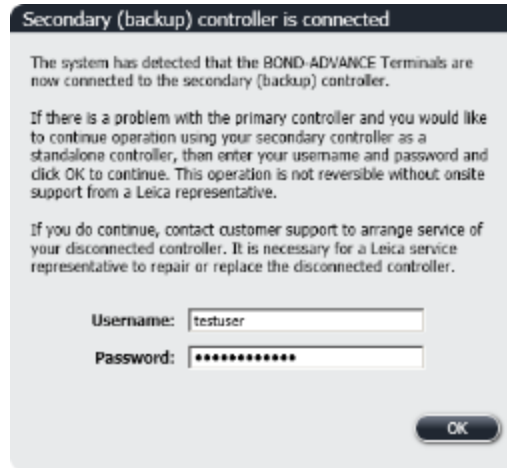 Secondary (backup) controller is connected
The system has detected that the BOND-ADVANCE Terminals are
now connected to the secondary (backup) controller.
If there is a problem with the primary controller and you would like
to continue operation using your secondary controller as a
standalone controller, then enter your username and password and
click OK to continue. This operation is not reversible without onsite
support from a Leica representative.
If you do continue, contact customer support to arrange service of
your disconnected controller. It is necessary for a Leica service
representative to repair or replace the disconnected controller.
Username: testuser
Password: ••••••••••••
OK